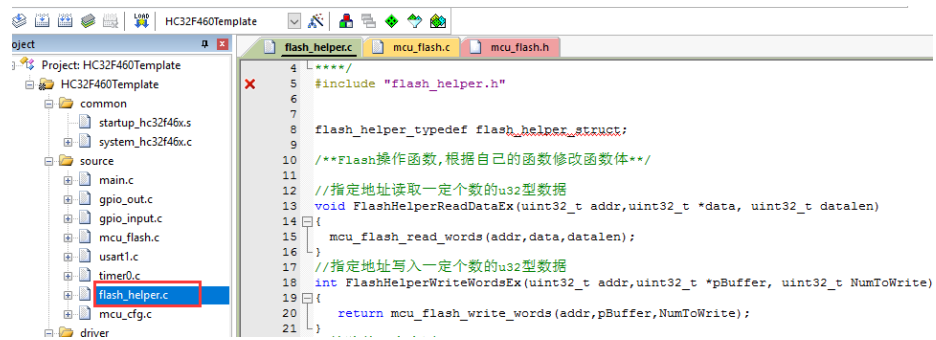 HC32F460Template
oject
Project: HC32F460Template
HC32F460Template
common
startup_hc32f46x.s
system_hc32f46x.c
source
main.c
gpio_out.c
gpio_input.c
mcu_flash.c
usart1.c
timer0.c
flash_helper.c
mcu_cfg.c
driver
flash_helper.c
mcu_flash.c
mcu_flash.h
4 ****/
5 #include "flash_helper.h"
6
7
8 flash_helper_typedef flash_helper_struct;
9
10 /**Flash操作函数,根据自己的函数修改函数体**/
11
12 //指定地址读取一定个数的u32型数据
13 void FlashHelperReadDataEx(uint32_t addr,uint32_t *data, uint32_t datalen)
14 {
15 mcu_flash_read_words(addr,data,datalen);
16 }
17 //指定地址写入一定个数的u32型数据
18 int FlashHelperWriteWordsEx(uint32_t addr,uint32_t *pBuffer, uint32_t NumToWrite)
19 {
20 return mcu_flash_write_words(addr,pBuffer,NumToWrite);
21 }